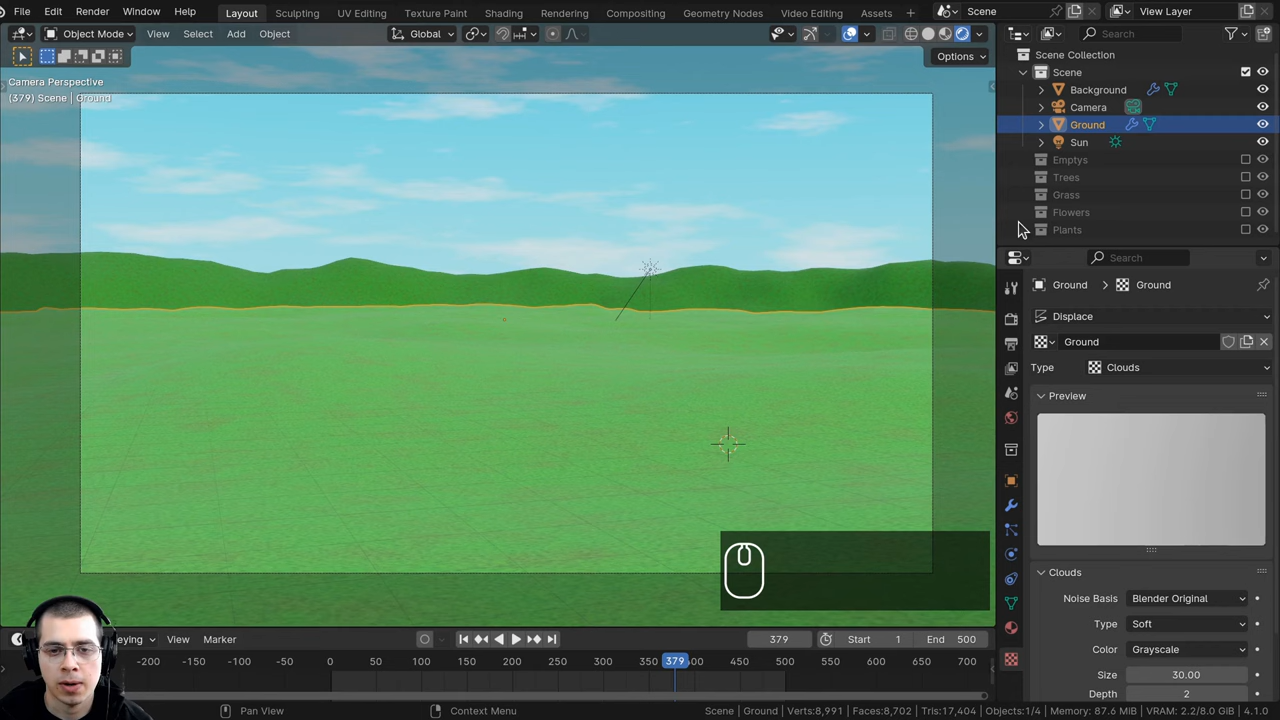 File Edit Render Window Help Layout Sculpting UV Editing Texture Paint Shading Rendering Compositing Geometry Nodes Video Editing Assets Scene View Layer
Object Mode View Select Add Object Global Search
Options
Camera Perspective
(379) Scene | Ground
Scene Collection
Scene
Background
Camera
Ground
Sun
Emptys
Trees
Grass
Flowers
Plants
Search
Ground Ground
Displace
Ground
Type Clouds
Preview
Clouds
Noise Basis Blender Original
Type Soft
Color Grayscale
Size 30.00
Depth 2
eying View Marker 379 Start 1 End 500
-200 -150 -100 -50 0 50 100 150 200 250 300 350 379 400 450 500 550 600 650 700
Pan View Context Menu Scene | Ground | Verts:8,991 | Faces:8,702 | Tris:17,404 | Objects:1/4 | Memory: 87.6 MiB | VRAM: 2.2/8.0 GiB | 4.1.0